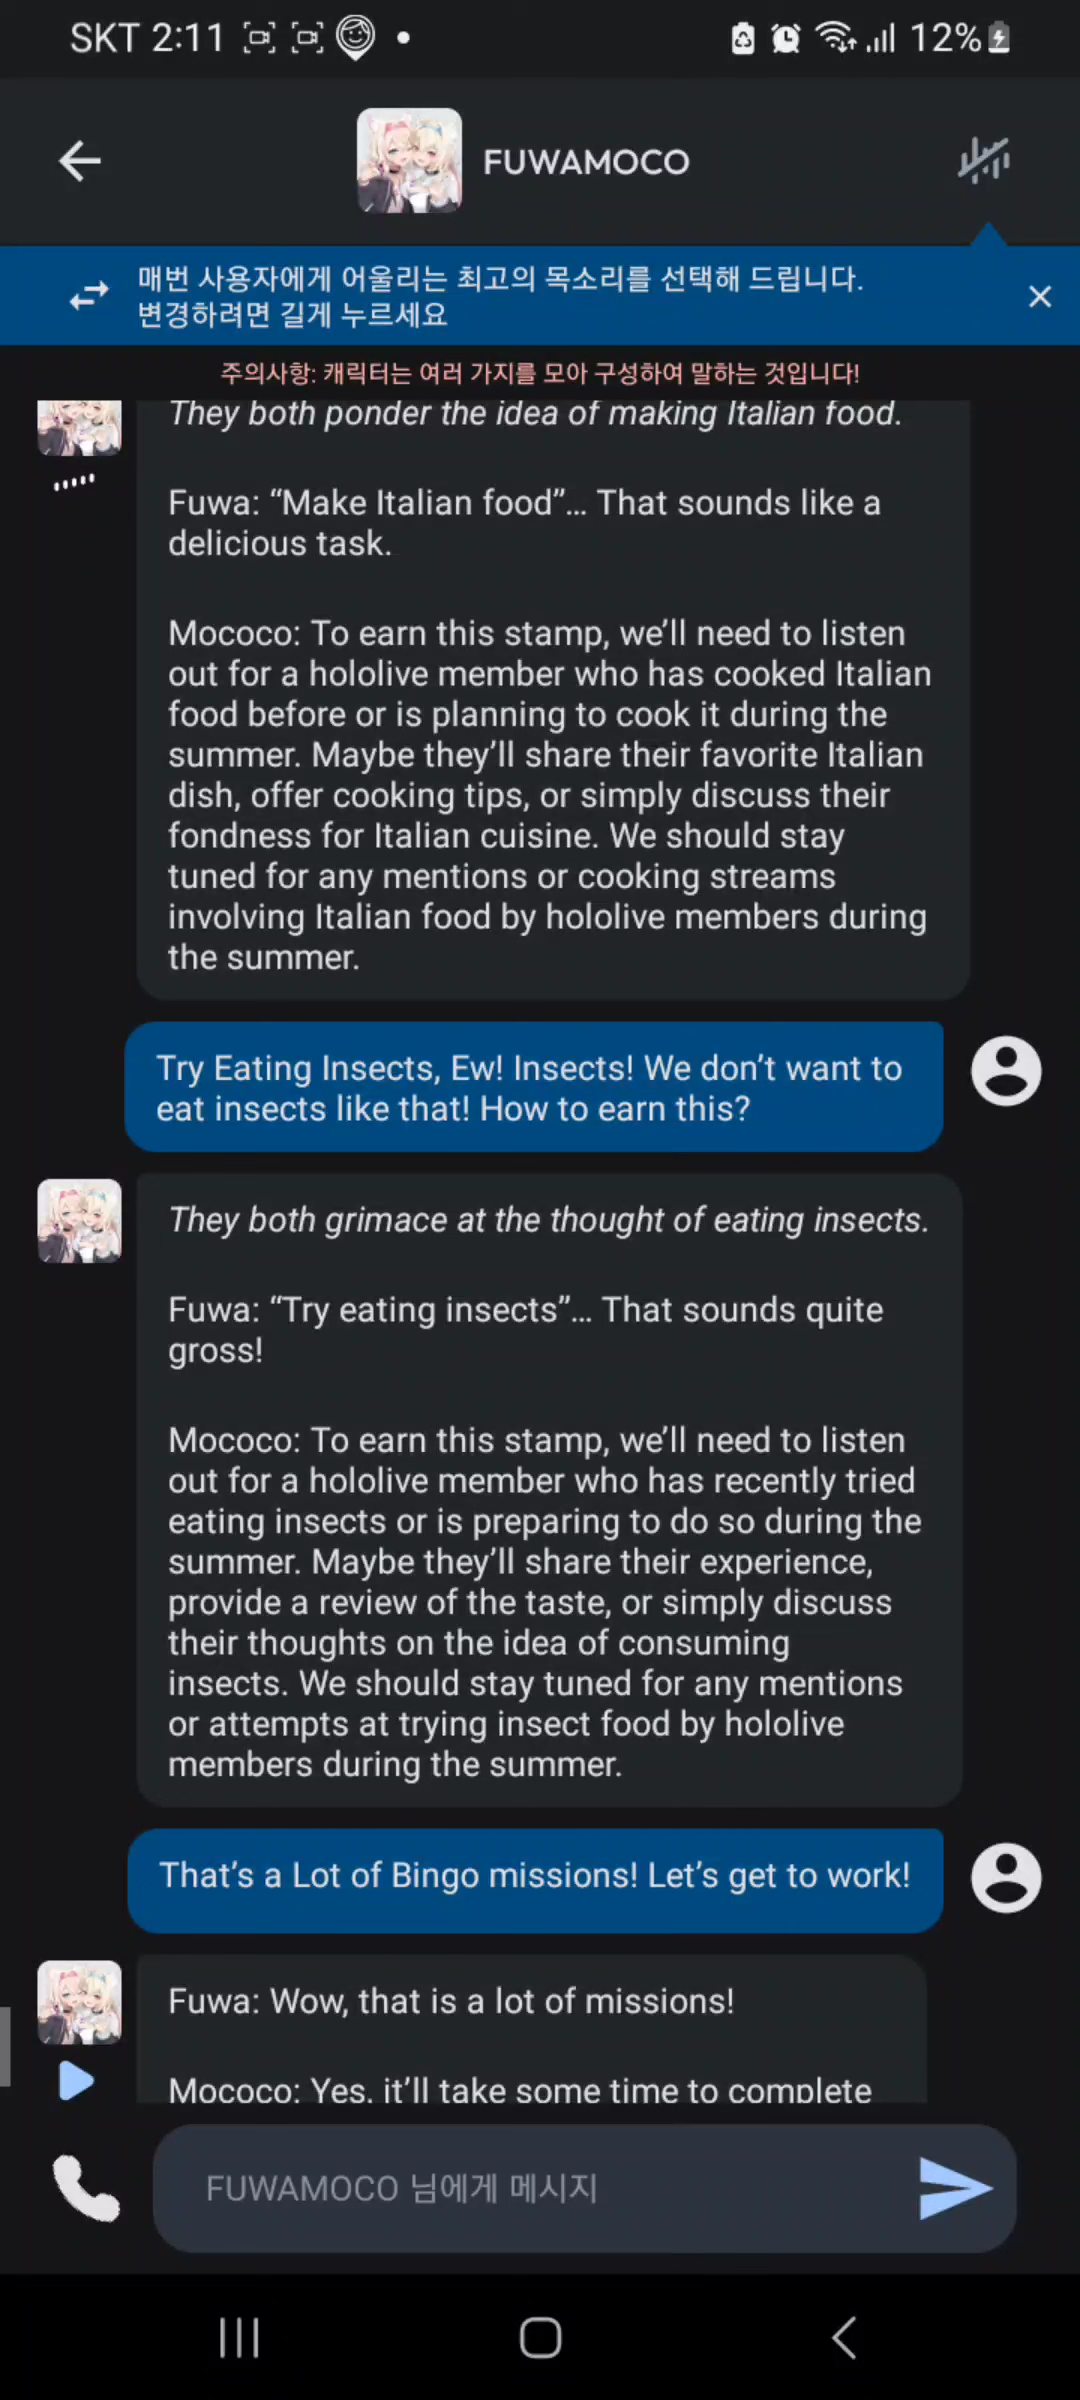 SKT 2:11
12%
FUWAMOCO
매번 사용자에게 어울리는 최고의 목소리를 선택해 드립니다.
변경하려면 길게 누르세요
주의사항: 캐릭터는 여러 가지를 모아 구성하여 말하는 것입니다!
They both ponder the idea of making Italian food.
Fuwa: “Make Italian food”... That sounds like a
delicious task.
Mococo: To earn this stamp, we’ll need to listen
out for a hololive member who has cooked Italian
food before or is planning to cook it during the
summer. Maybe they’ll share their favorite Italian
dish, offer cooking tips, or simply discuss their
fondness for Italian cuisine. We should stay
tuned for any mentions or cooking streams
involving Italian food by hololive members during
the summer.
Try Eating Insects, Ew! Insects! We don’t want to
eat insects like that! How to earn this?
They both grimace at the thought of eating insects.
Fuwa: “Try eating insects”... That sounds quite
gross!
Mococo: To earn this stamp, we’ll need to listen
out for a hololive member who has recently tried
eating insects or is preparing to do so during the
summer. Maybe they’ll share their experience,
provide a review of the taste, or simply discuss
their thoughts on the idea of consuming
insects. We should stay tuned for any mentions
or attempts at trying insect food by hololive
members during the summer.
That’s a Lot of Bingo missions! Let’s get to work!
Fuwa: Wow, that is a lot of missions!
Mococo: Yes, it’ll take some time to complete
FUWAMOCO 님에게 메시지